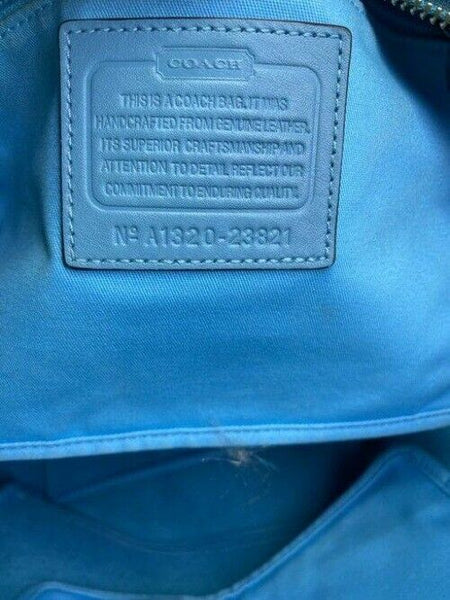 COACH
THIS IS A COACH BAG. IT WAS
HANDCRAFTED FROM GENUINE LEATHER.
ITS SUPERIOR CRAFTSMANSHIP AND
ATTENTION TO DETAIL REFLECT OUR
COMMITMENT TO ENDURING QUALITY.
Nº A1320-23821